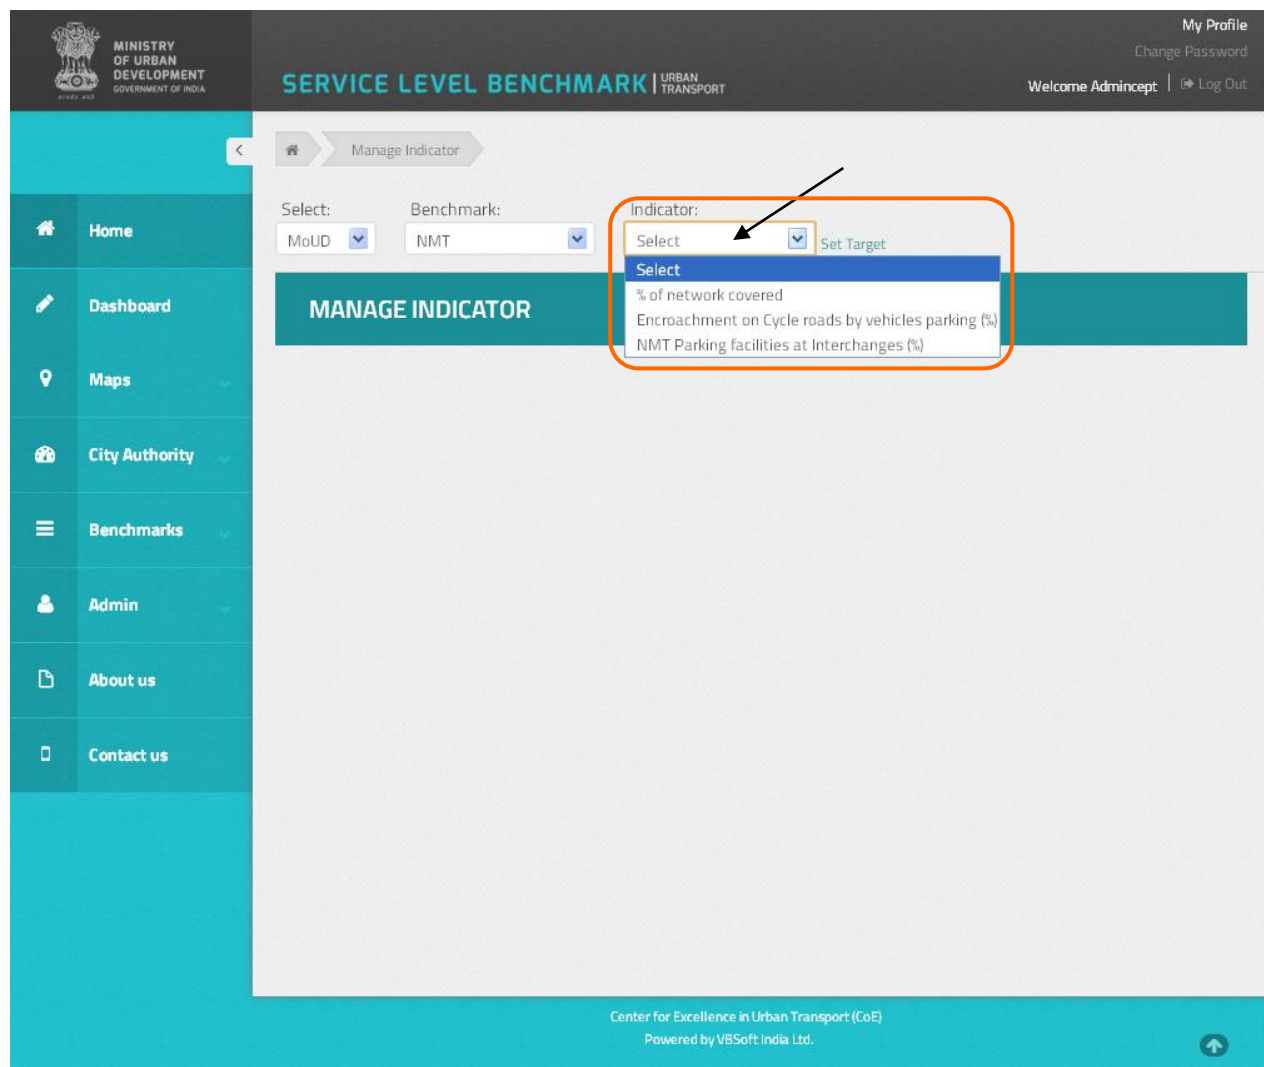 My Profile
Change Password
Welcome Admincept | Log Out
MINISTRY
OF URBAN
DEVELOPMENT
GOVERNMENT OF INDIA
SERVICE LEVEL BENCHMARK | URBAN TRANSPORT
Manage Indicator
Select: Benchmark: Indicator:
MoUD NMT Select Set Target
Select
% of network covered
Encroachment on Cycle roads by vehicles parking (%)
NMT Parking facilities at Interchanges (%)
MANAGE INDICATOR
Home
Dashboard
Maps
City Authority
Benchmarks
Admin
About us
Contact us
Center for Excellence in Urban Transport (CoE)
Powered by VBSoft India Ltd.